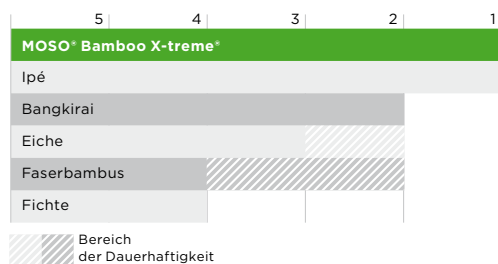 5 4 3 2 1
MOSO® Bamboo X-treme®
Ipé
Bangkirai
Eiche
Faserbambus
Fichte
Bereich
der Dauerhaftigkeit